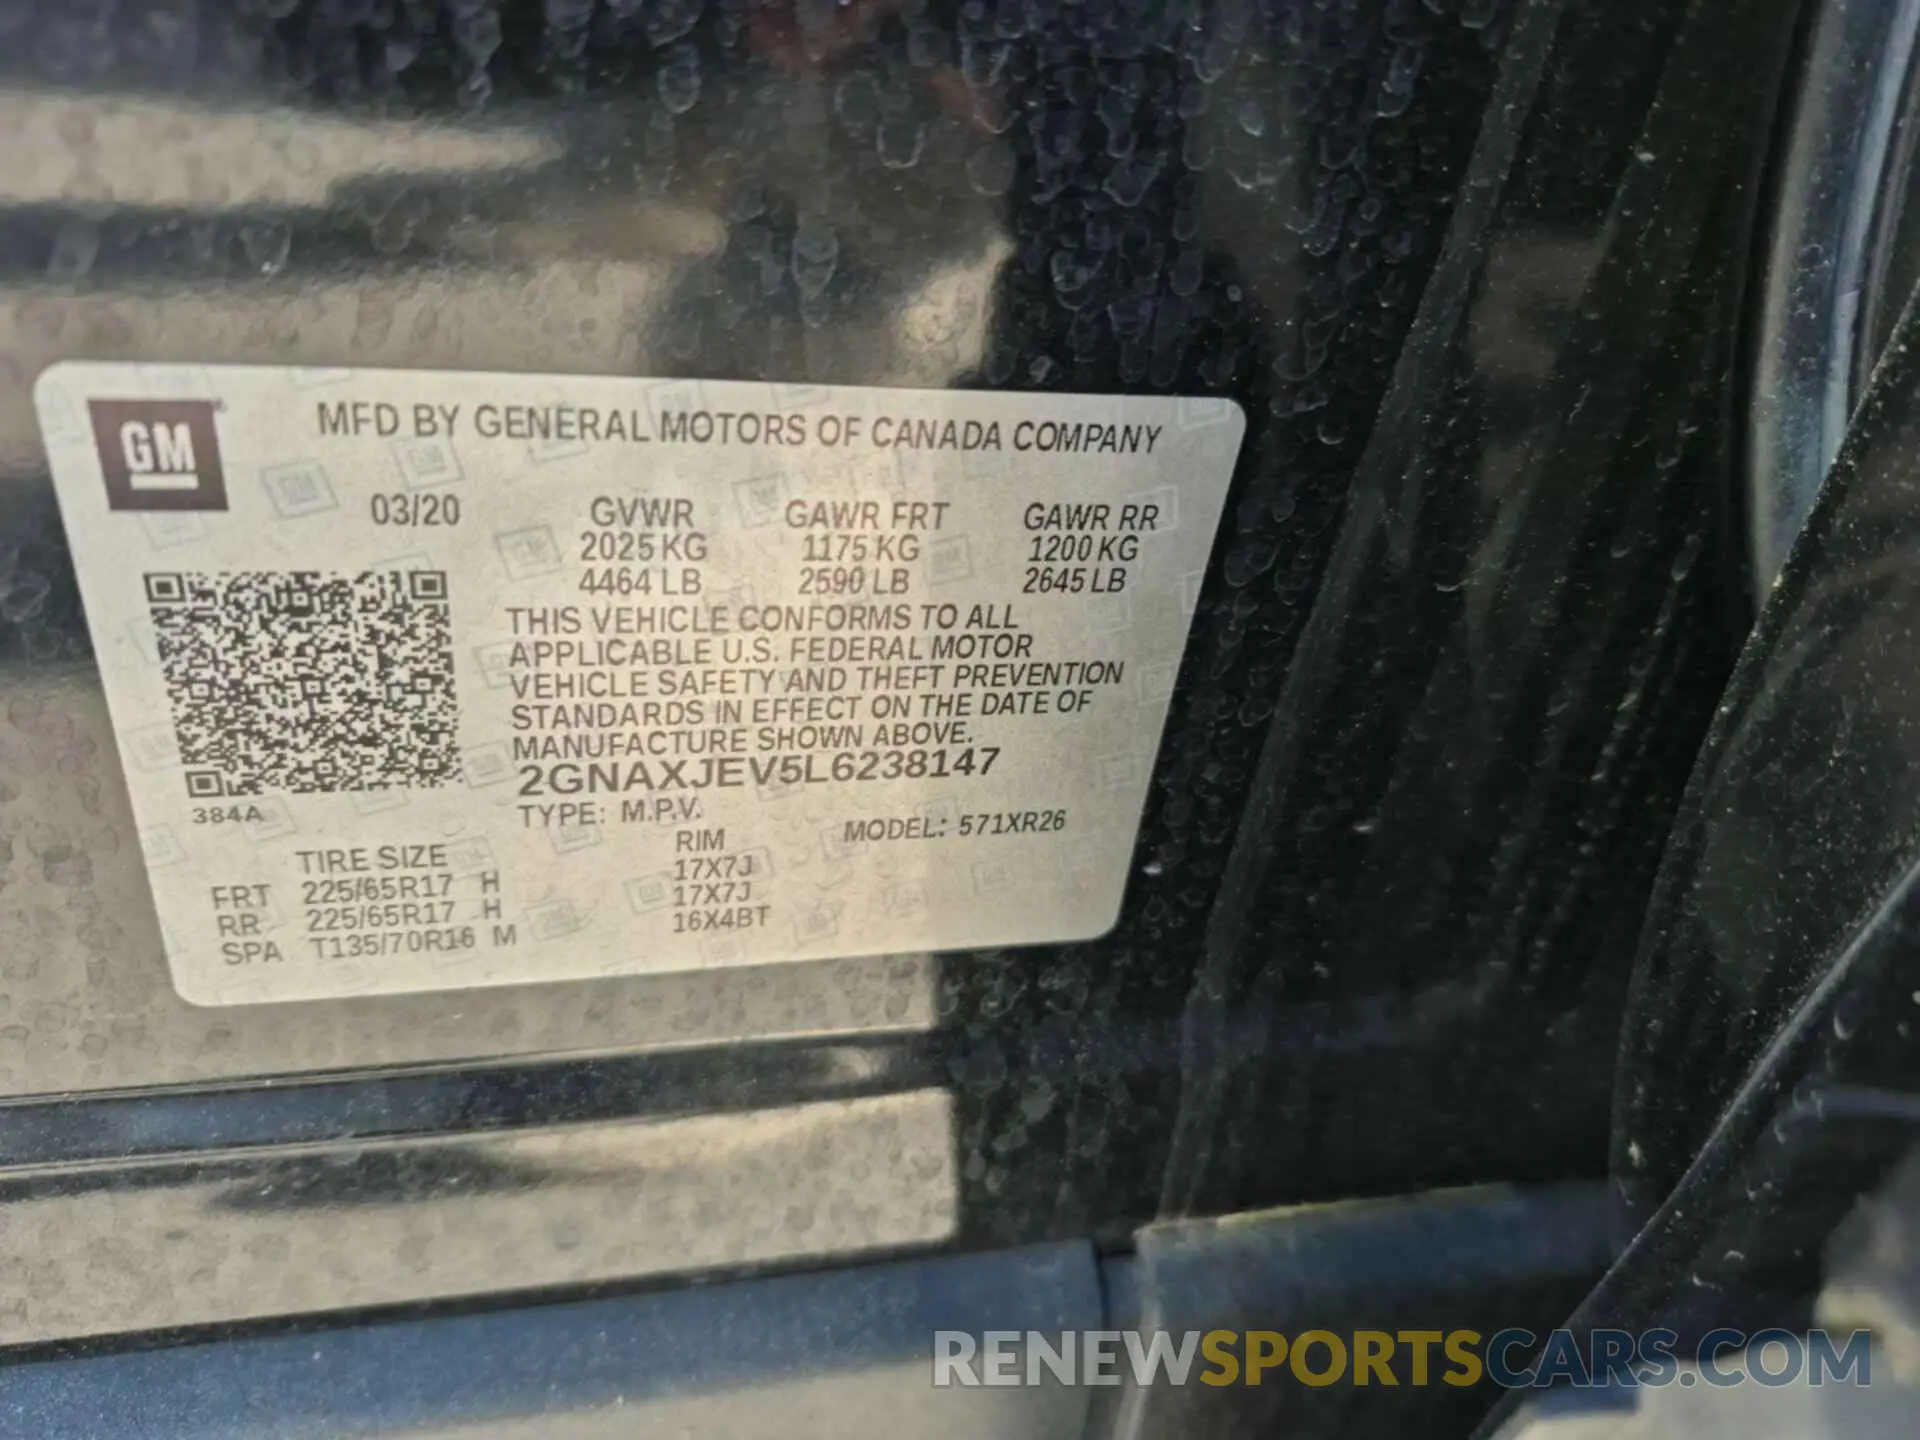 GM
MFD BY GENERAL MOTORS OF CANADA COMPANY
03/20 GVWR GAWR FRT GAWR RR
2025 KG 1175 KG 1200 KG
4464 LB 2590 LB 2645 LB
THIS VEHICLE CONFORMS TO ALL
APPLICABLE U.S. FEDERAL MOTOR
VEHICLE SAFETY AND THEFT PREVENTION
STANDARDS IN EFFECT ON THE DATE OF
MANUFACTURE SHOWN ABOVE.
2GNAXJEV5L6238147
384A
TYPE: M.P.V. MODEL: 571XR26
TIRE SIZE RIM
FRT 225/65R17 H 17X7J
RR 225/65R17 H 17X7J
SPA T135/70R16 M 16X4BT
RENEWSPORTSCARS.COM